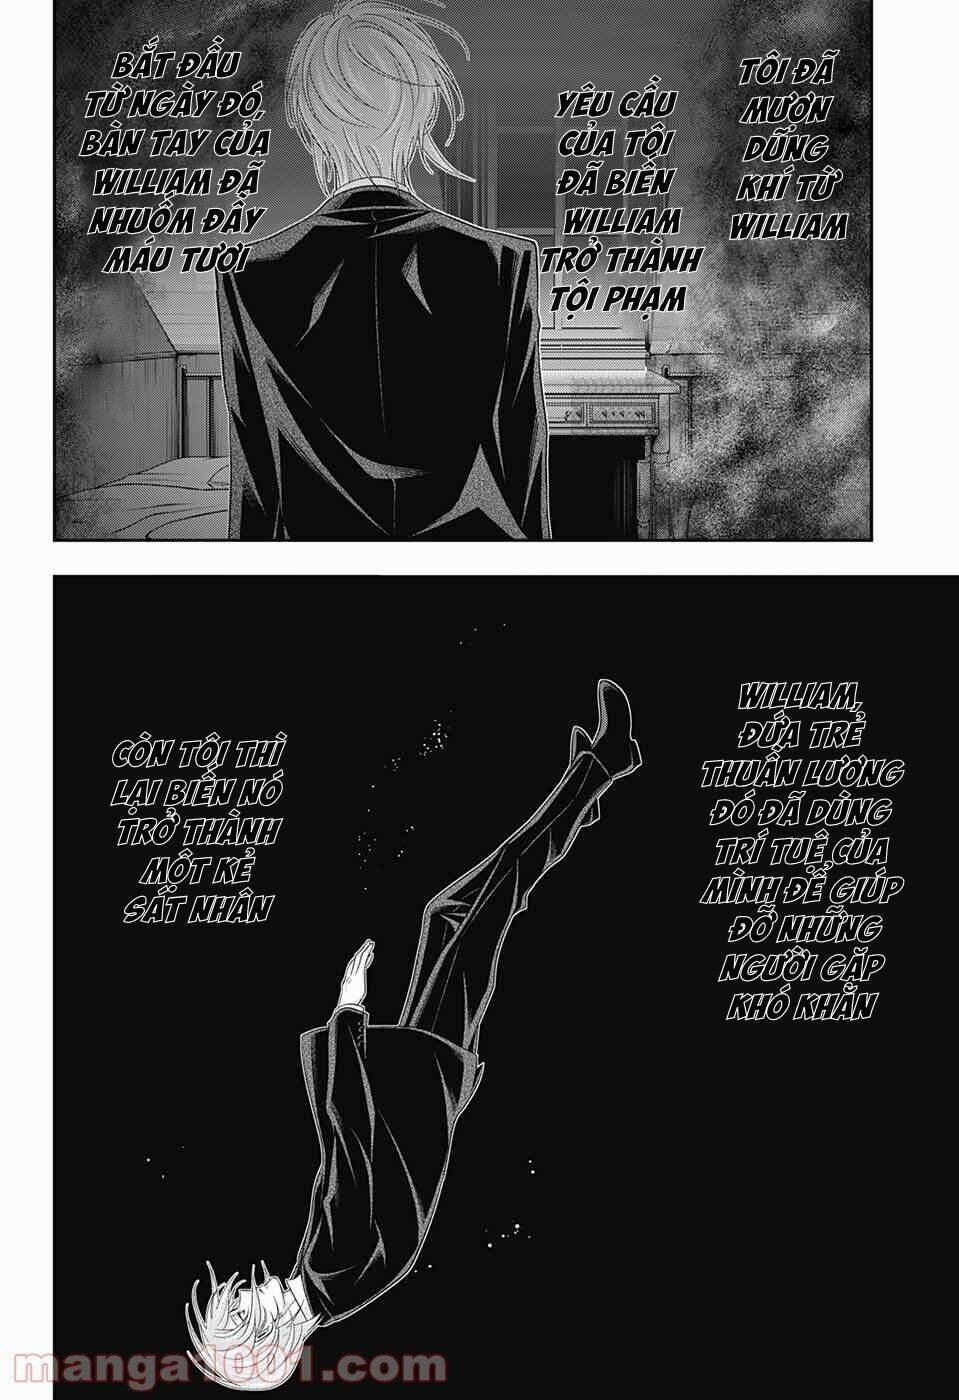 TÔI ĐÃ
MƯỢN
DŨNG
KHÍ TỪ
WILLIAM
YÊU CẦU
CỦA TÔI
ĐÃ BIẾN
WILLIAM
TRỞ THÀNH
TỘI PHẠM
BẮT ĐẦU
TỪ NGÀY ĐÓ,
BÀN TAY CỦA
WILLIAM ĐÃ
NHUỐM ĐẦY
MÁU TƯƠI
WILLIAM,
ĐỨA TRẺ
THUẦN LƯƠNG
ĐÓ ĐÃ DÙNG
TRÍ TUỆ CỦA
MÌNH ĐỂ GIÚP
ĐỠ NHỮNG
NGƯỜI GẶP
KHÓ KHĂN
CÒN TÔI THÌ
LẠI BIẾN NÓ
TRỞ THÀNH
MỘT KẺ
SÁT NHÂN
manga1001.com